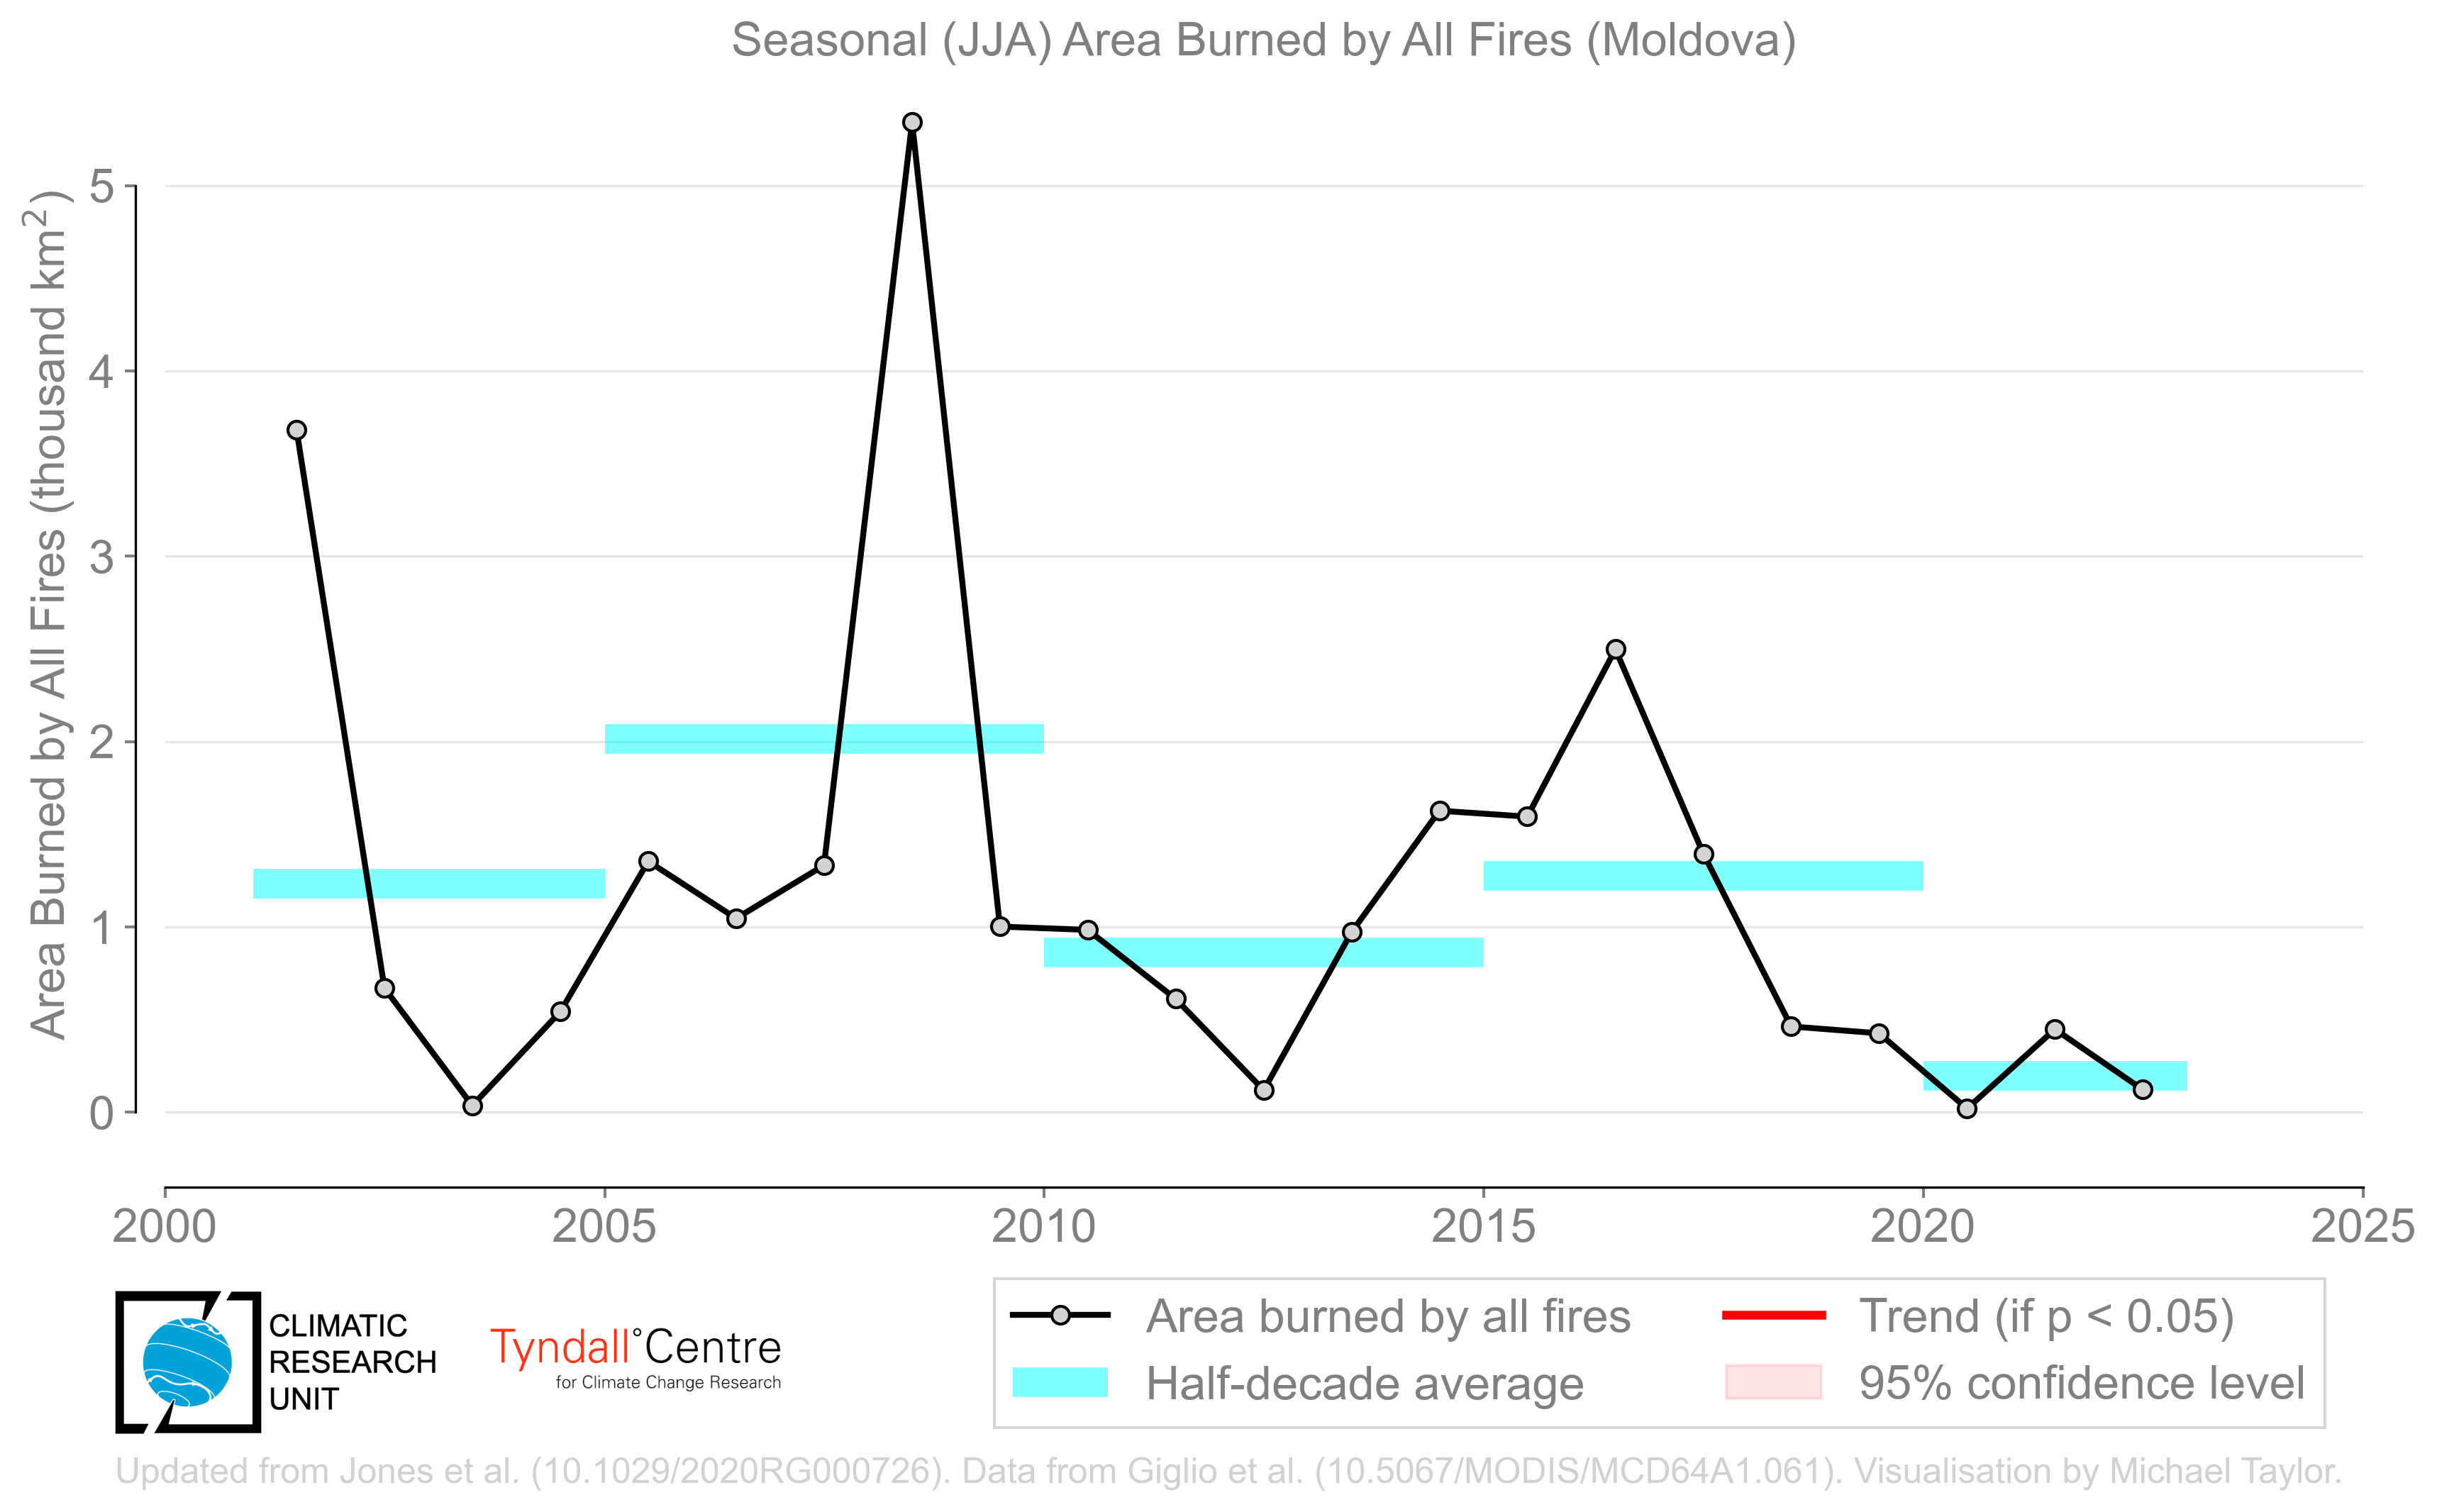 Seasonal (JJA) Area Burned by All Fires (Moldova)
Area Burned by All Fires (thousand km²)
5
4
3
2
1
0
2000 2005 2010 2015 2020 2025
CLIMATIC
RESEARCH
UNIT
Tyndall°Centre
for Climate Change Research
Area burned by all fires
Half-decade average
Trend (if p < 0.05)
95% confidence level
Updated from Jones et al. (10.1029/2020RG000726). Data from Giglio et al. (10.5067/MODIS/MCD64A1.061). Visualisation by Michael Taylor.